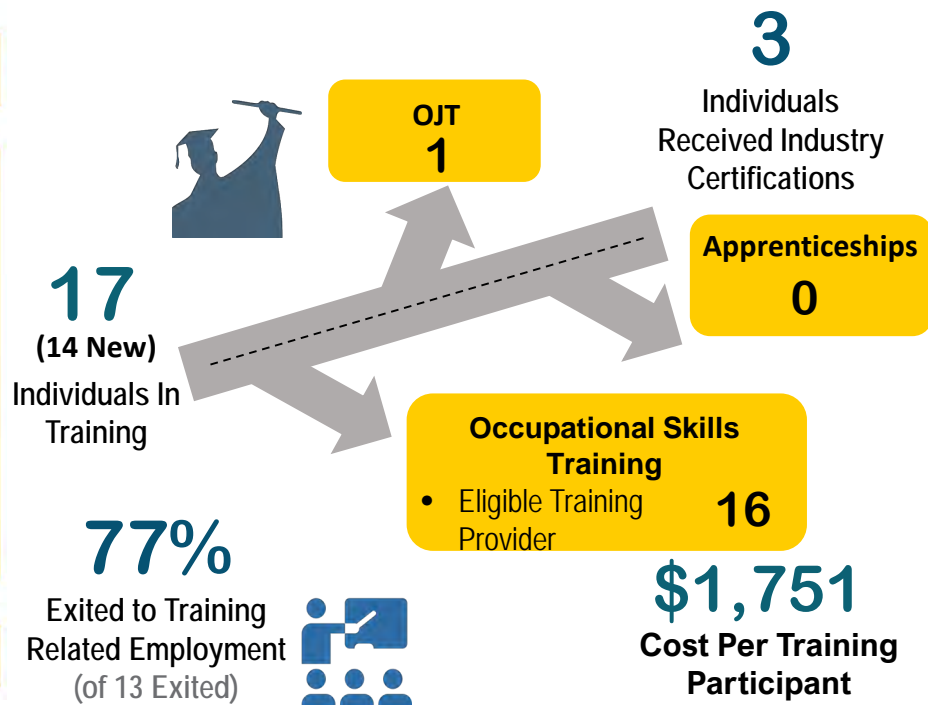 OJT
1
3
Individuals
Received Industry
Certifications
Apprenticeships
0
17
(14 New)
Individuals In
Training
Occupational Skills
Training
• Eligible Training
Provider
16
77%
Exited to Training
Related Employment
(of 13 Exited)
$1,751
Cost Per Training
Participant